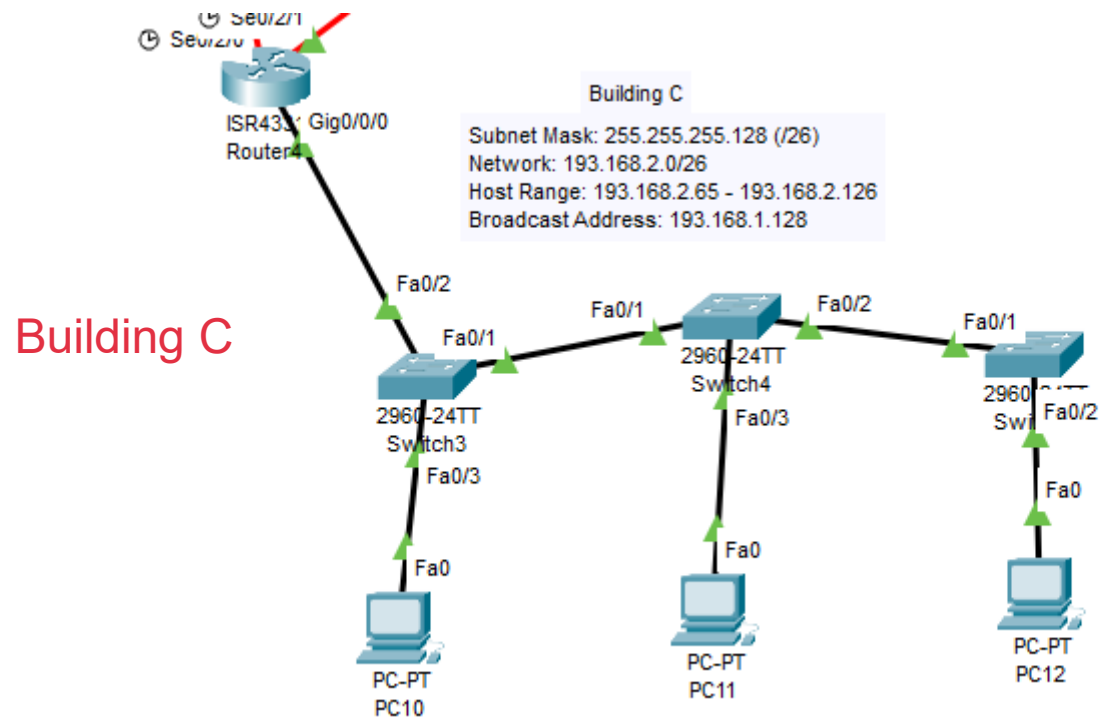 Se0/2/1
Se0/2/0
ISR433
Gig0/0/0
Router4
Building C
Subnet Mask: 255.255.255.128 (/26)
Network: 193.168.2.0/26
Host Range: 193.168.2.65 - 193.168.2.126
Broadcast Address: 193.168.1.128
Building C
Fa0/2
Fa0/1
2960-24TT
Switch3
Fa0/3
Fa0
PC-PT
PC10
Fa0/1
Fa0/2
2960-24TT
Switch4
Fa0/3
Fa0
PC-PT
PC11
Fa0/1
Fa0/2
Fa0
PC-PT
PC12